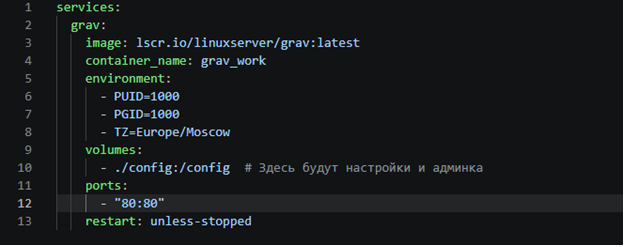 1 services:
2   grav:
3     image: lscr.io/linuxserver/grav:latest
4     container_name: grav_work
5     environment:
6       - PUID=1000
7       - PGID=1000
8       - TZ=Europe/Moscow
9     volumes:
10       - ./config:/config  # Здесь будут настройки и админка
11     ports:
12       - "80:80"
13     restart: unless-stopped